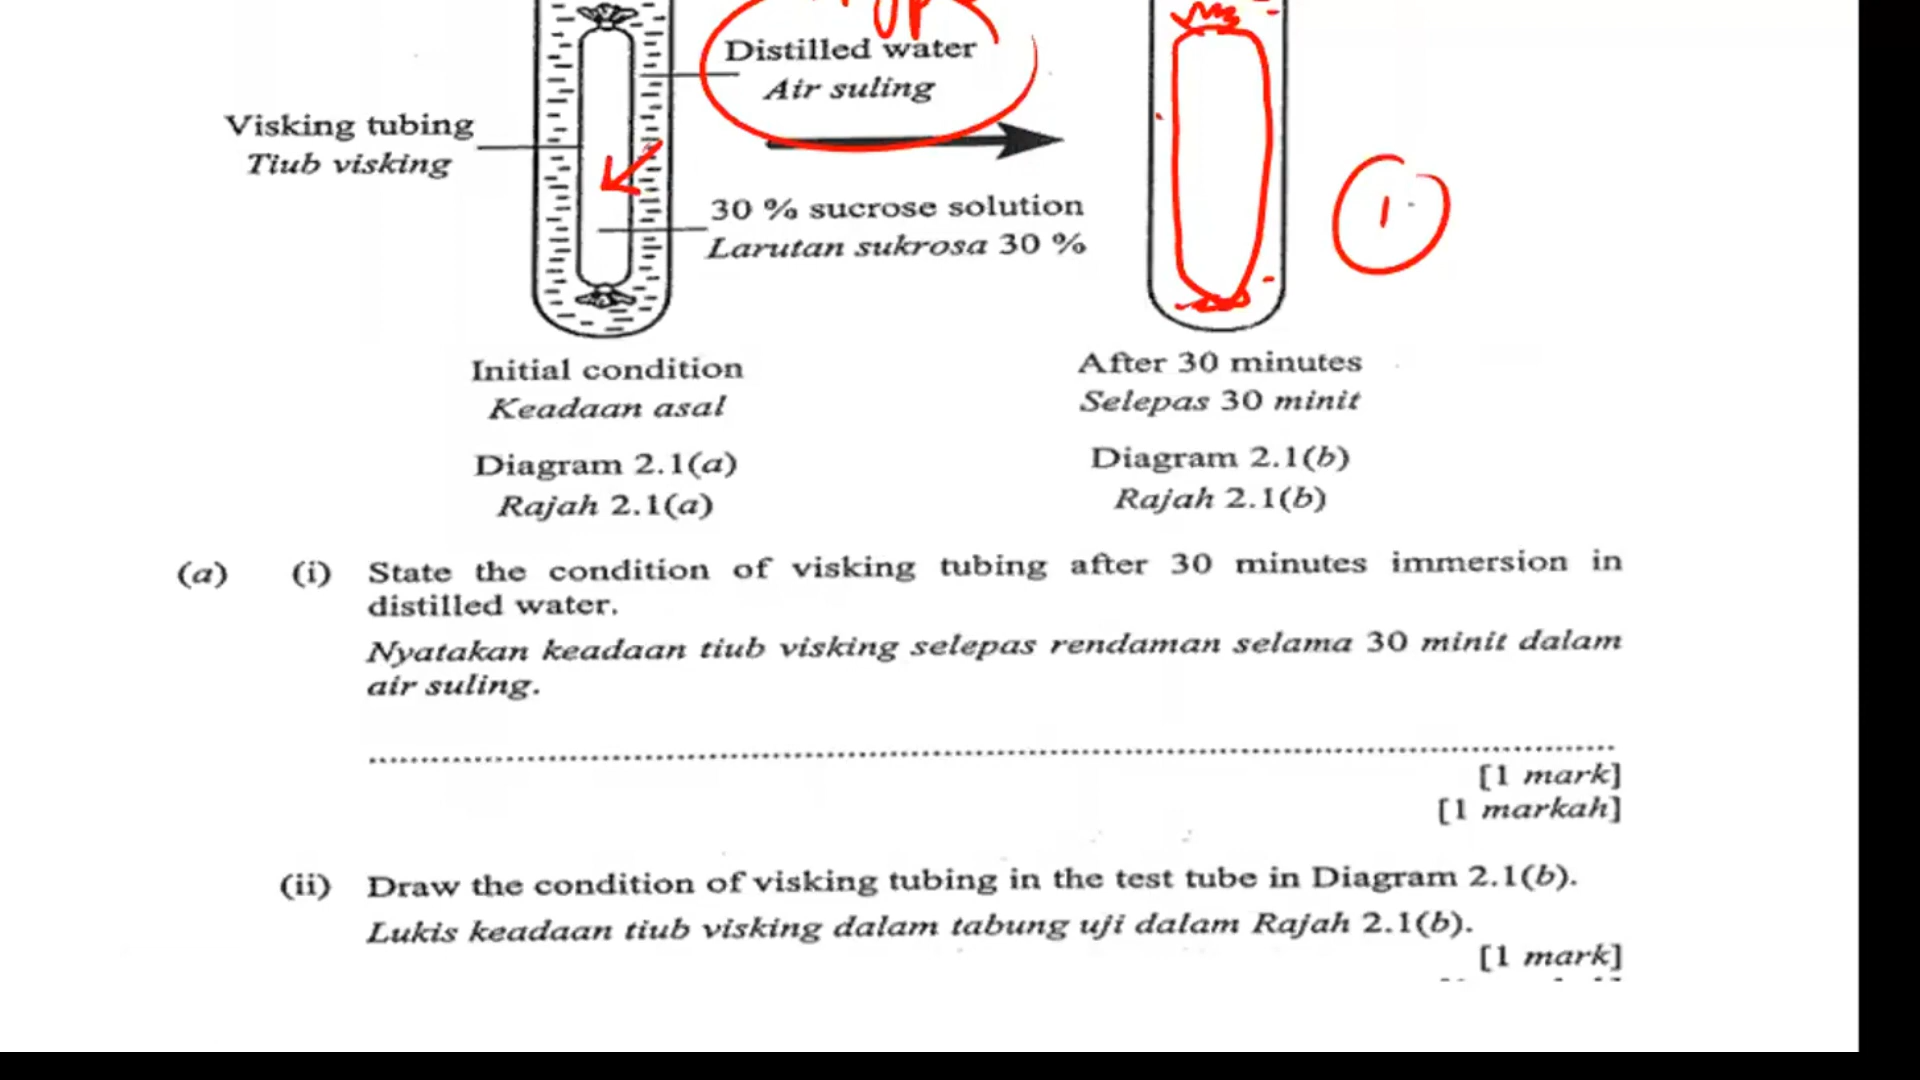 Distilled water
Air suling
Visking tubing
Tiub visking
30 % sucrose solution
Larutan sukrosa 30 %
1
Initial condition
Keadaan asal
After 30 minutes
Selepas 30 minit
Diagram 2.1(a)
Rajah 2.1(a)
Diagram 2.1(b)
Rajah 2.1(b)
(a) (i) State the condition of visking tubing after 30 minutes immersion in
distilled water.
Nyatakan keadaan tiub visking selepas rendaman selama 30 minit dalam
air suling.
[1 mark]
[1 markah]
(ii) Draw the condition of visking tubing in the test tube in Diagram 2.1(b).
Lukis keadaan tiub visking dalam tabung uji dalam Rajah 2.1(b).
[1 mark]